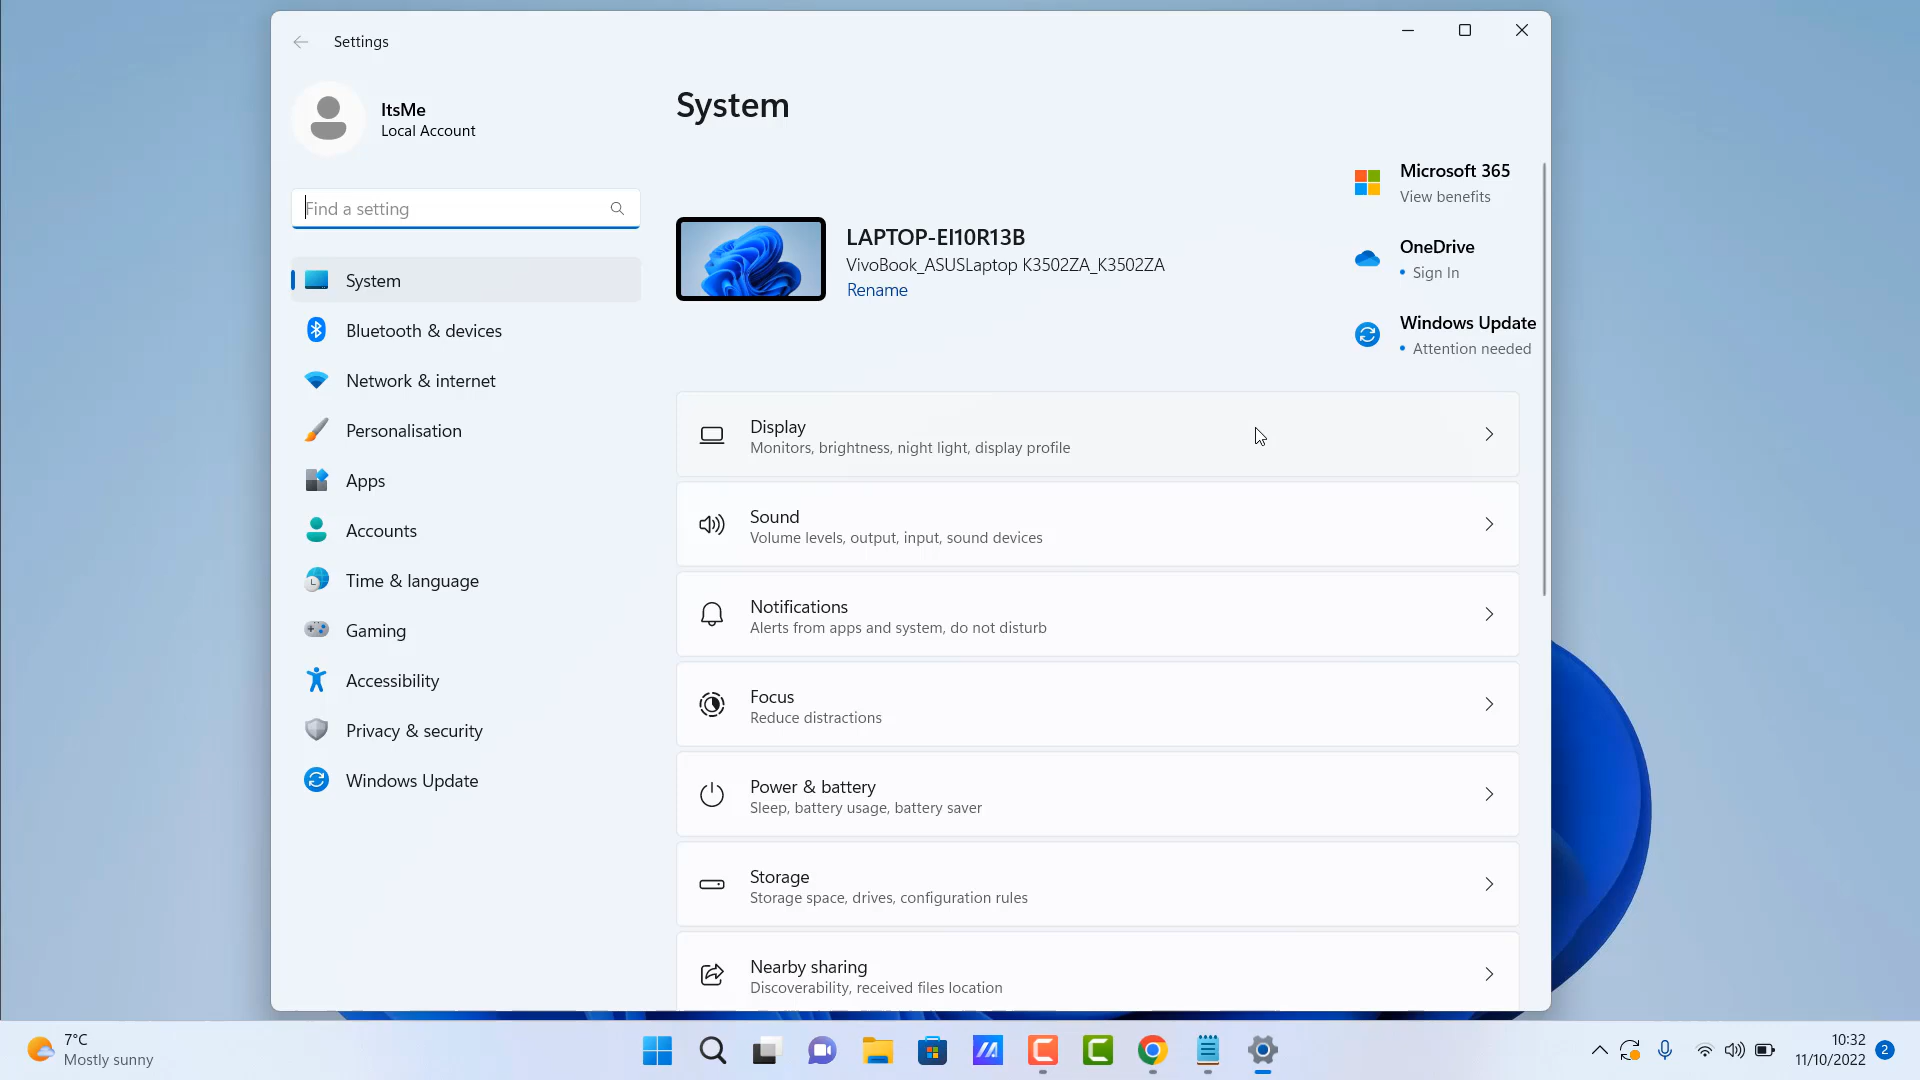 Settings
ItsMe
Local Account
Find a setting
System
Bluetooth & devices
Network & internet
Personalisation
Apps
Accounts
Time & language
Gaming
Accessibility
Privacy & security
Windows Update
System
LAPTOP-EI10R13B
VivoBook_ASUSLaptop K3502ZA_K3502ZA
Rename
Microsoft 365
View benefits
OneDrive
• Sign In
Windows Update
• Attention needed
Display
Monitors, brightness, night light, display profile
Sound
Volume levels, output, input, sound devices
Notifications
Alerts from apps and system, do not disturb
Focus
Reduce distractions
Power & battery
Sleep, battery usage, battery saver
Storage
Storage space, drives, configuration rules
Nearby sharing
Discoverability, received files location
7°C
Mostly sunny
10:32
11/10/2022
2